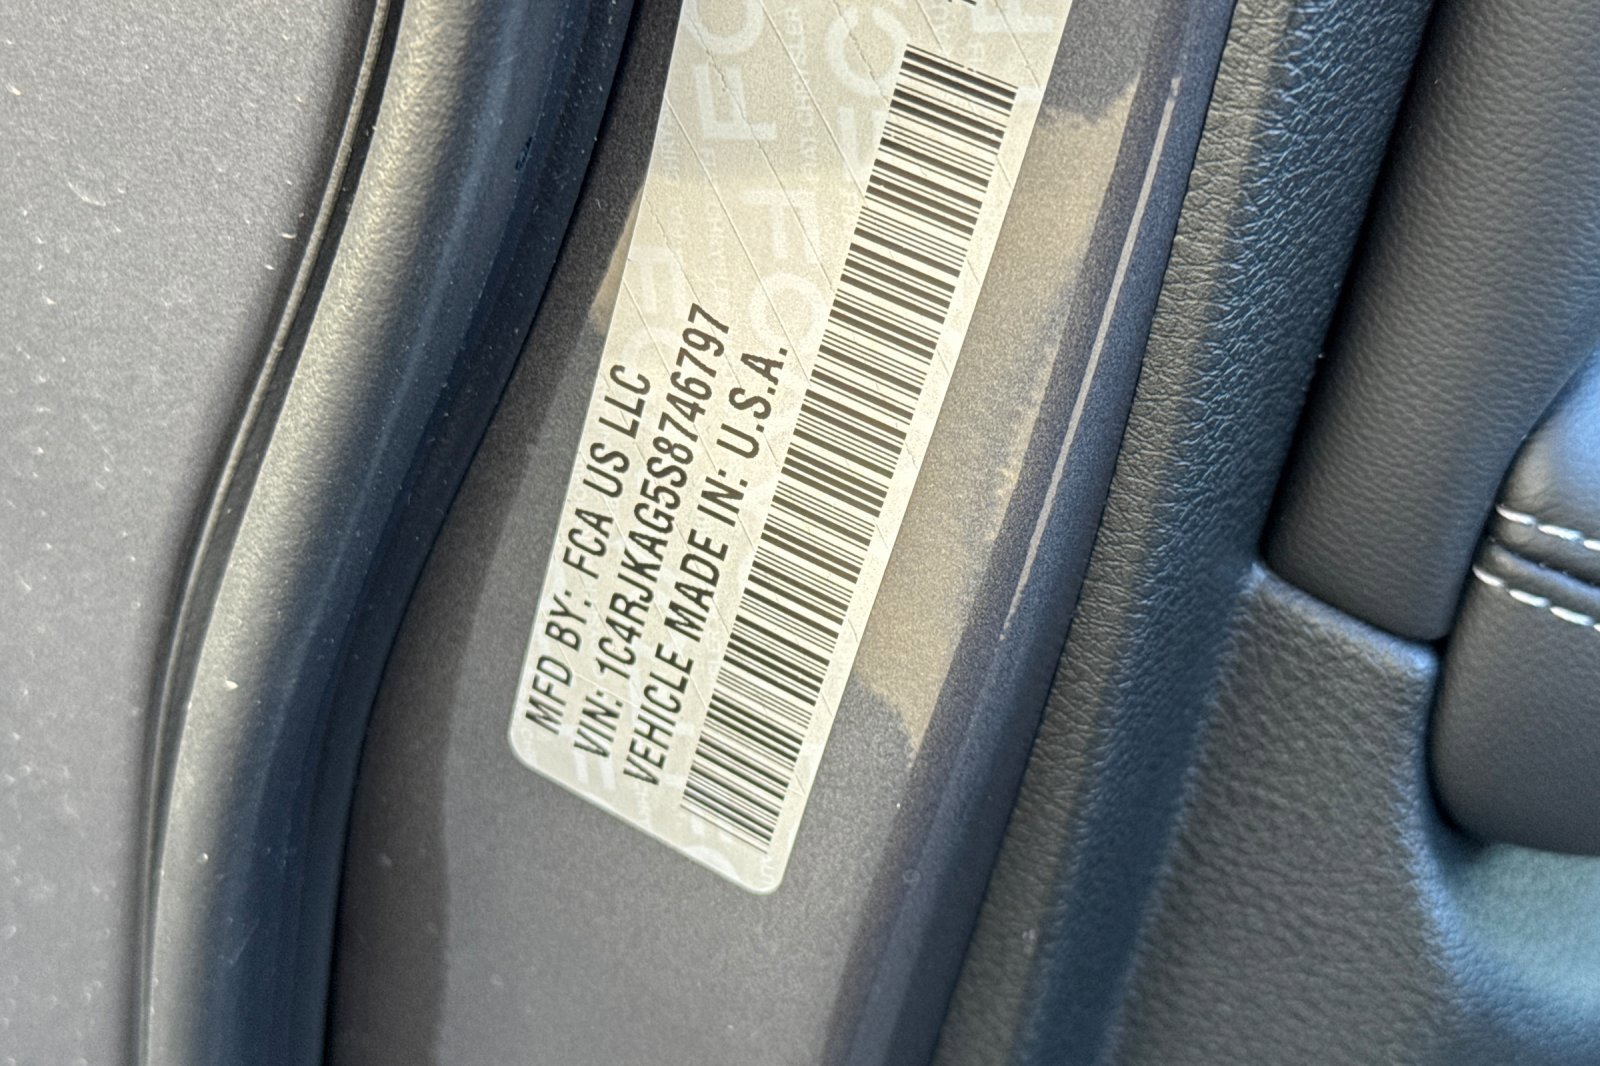 MFD BY: FCA US LLC
VIN: 1C4RJKAG5S8746797
VEHICLE MADE IN: U.S.A.